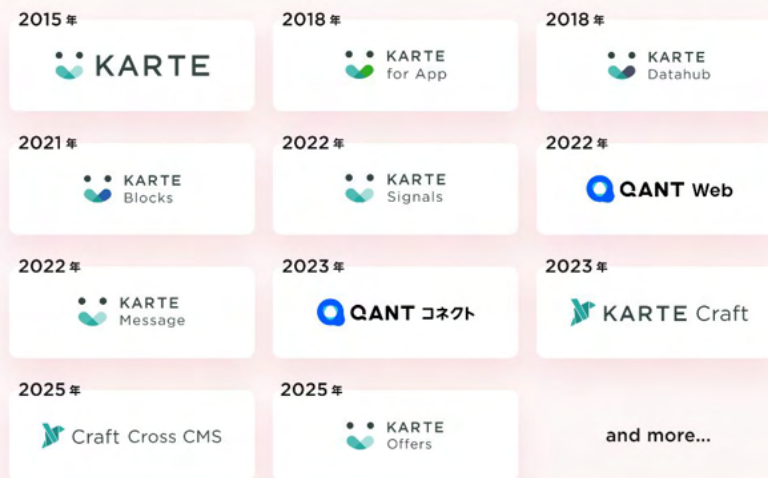 2015年
KARTE
2018年
KARTE
for App
2018年
KARTE
Datahub
2021年
KARTE
Blocks
2022年
KARTE
Signals
2022年
QANT Web
2022年
KARTE
Message
2023年
QANT コネクト
2023年
KARTE Craft
2025年
Craft Cross CMS
2025年
KARTE
Offers
and more...